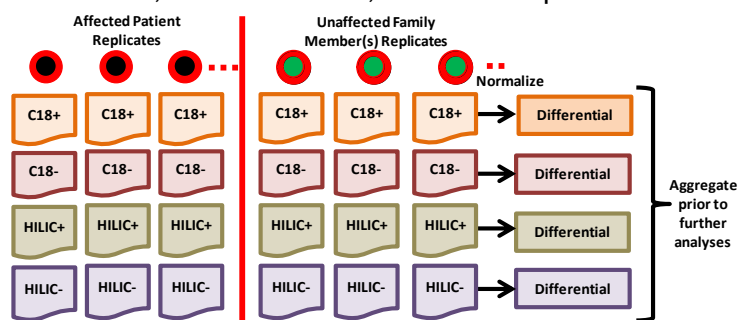 Affected Patient
Replicates
Unaffected Family
Member(s) Replicates
Normalize
C18+ C18+ C18+ C18+ C18+ C18+ Differential
C18- C18- C18- C18- C18- C18- Differential
HILIC+ HILIC+ HILIC+ HILIC+ HILIC+ HILIC+ Differential
HILIC- HILIC- HILIC- HILIC- HILIC- HILIC- Differential
Aggregate
prior to
further
analyses